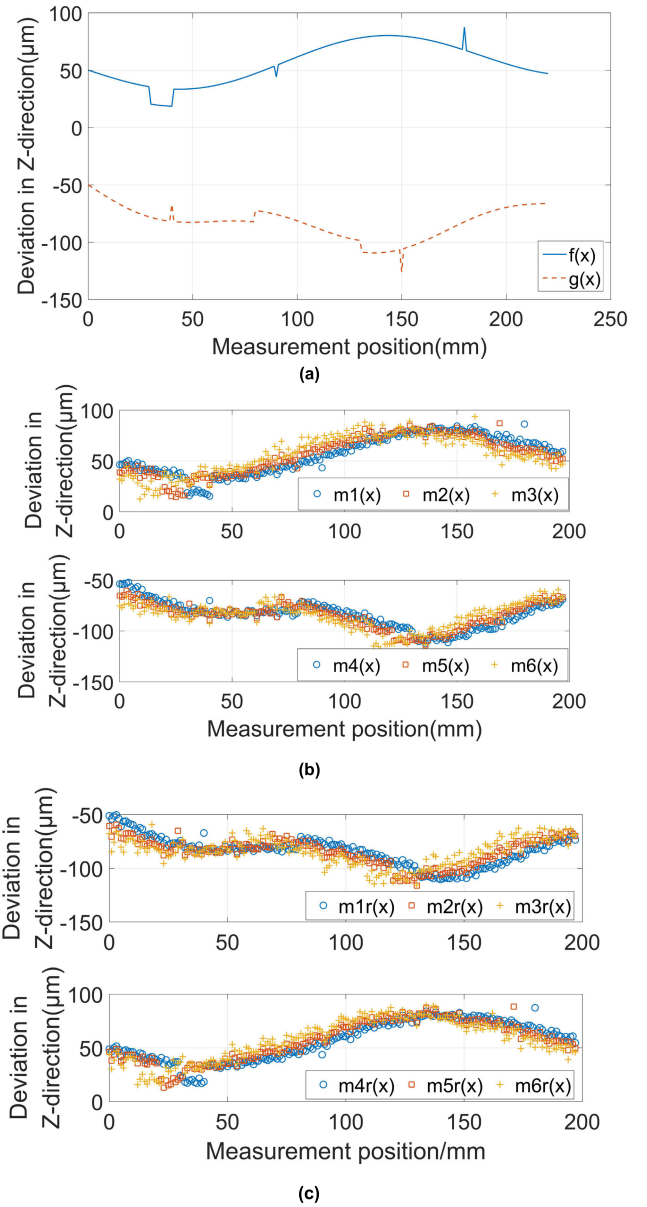 100
50
0
-50
-100
-150
Deviation in Z-direction(μm)
f(x)
g(x)
0 50 100 150 200 250
Measurement position(mm)
(a)
100
50
0
Deviation in
Z-direction(μm)
m1(x) m2(x) m3(x)
0 50 100 150 200
-50
-100
-150
Deviation in
Z-direction(μm)
m4(x) m5(x) m6(x)
0 50 100 150 200
Measurement position(mm)
(b)
-50
-100
-150
Deviation in
Z-direction(μm)
m1r(x) m2r(x) m3r(x)
0 50 100 150 200
100
50
0
Deviation in
Z-direction(μm)
m4r(x) m5r(x) m6r(x)
0 50 100 150 200
Measurement position/mm
(c)